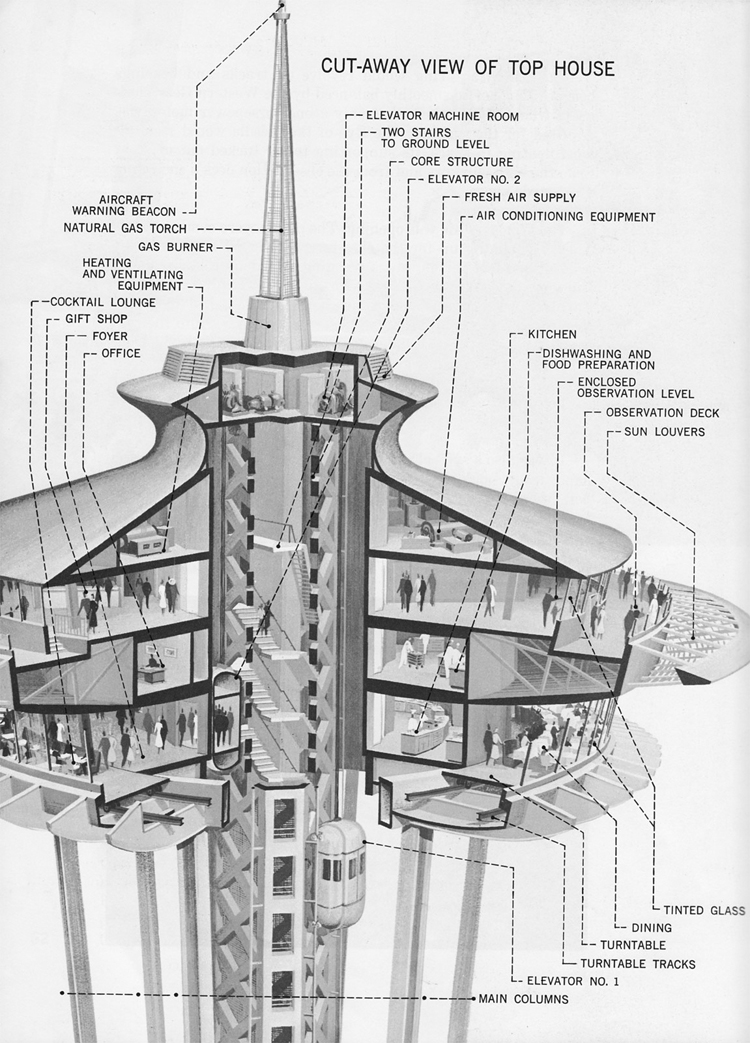 CUT-AWAY VIEW OF TOP HOUSE
ELEVATOR MACHINE ROOM
TWO STAIRS
TO GROUND LEVEL
CORE STRUCTURE
ELEVATOR NO. 2
FRESH AIR SUPPLY
AIR CONDITIONING EQUIPMENT
AIRCRAFT
WARNING BEACON
NATURAL GAS TORCH
GAS BURNER
HEATING
AND VENTILATING
EQUIPMENT
COCKTAIL LOUNGE
GIFT SHOP
FOYER
OFFICE
KITCHEN
DISHWASHING AND
FOOD PREPARATION
ENCLOSED
OBSERVATION LEVEL
OBSERVATION DECK
SUN LOUVERS
TINTED GLASS
DINING
TURNTABLE
TURNTABLE TRACKS
ELEVATOR NO. 1
MAIN COLUMNS